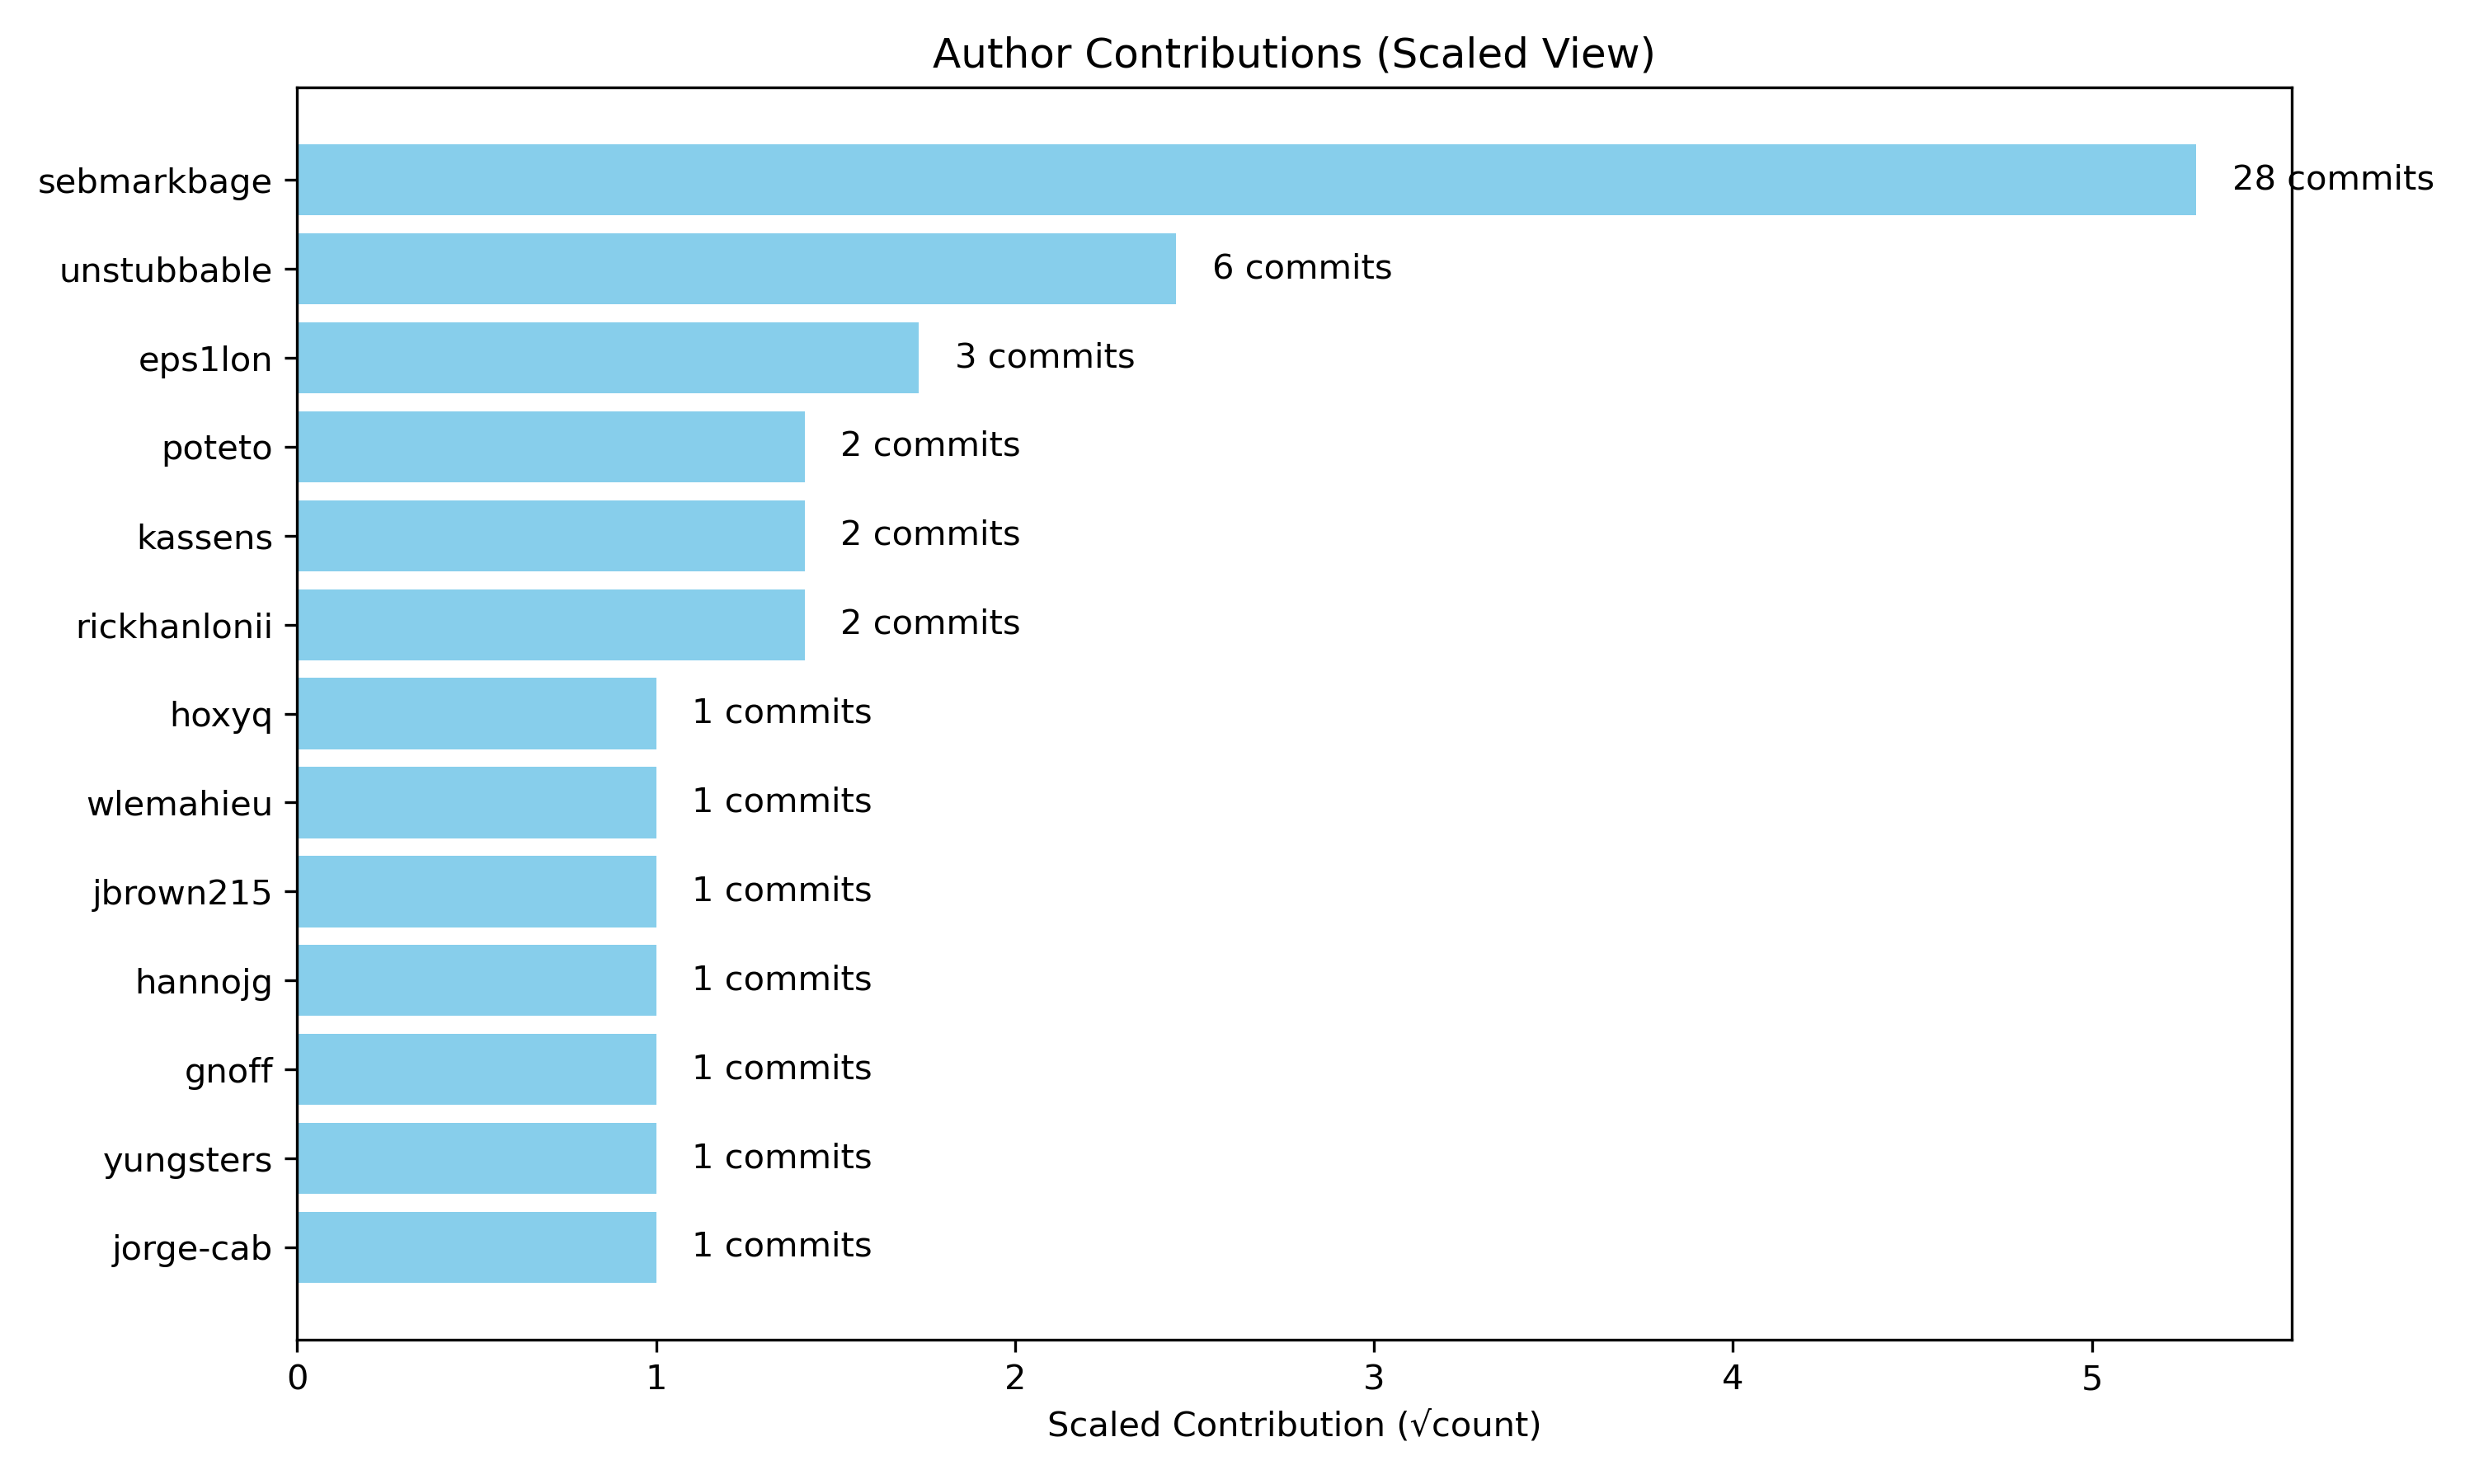 Author Contributions (Scaled View)
sebmarkbage 28 commits
unstubbable 6 commits
eps1lon 3 commits
poteto 2 commits
kassens 2 commits
rickhanlonii 2 commits
hoxyq 1 commits
wlemahieu 1 commits
jbrown215 1 commits
hannojg 1 commits
gnoff 1 commits
yungsters 1 commits
jorge-cab 1 commits
0 1 2 3 4 5
Scaled Contribution (√count)